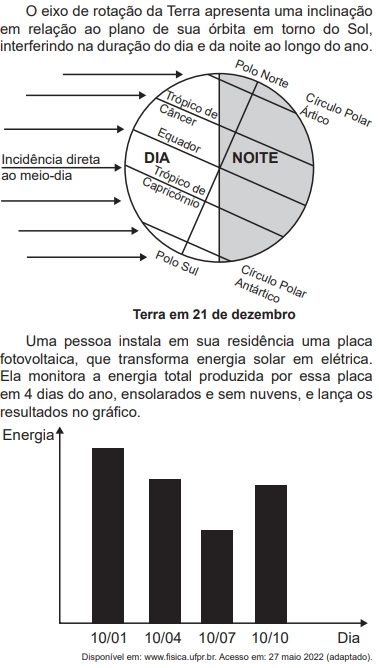 O eixo de rotação da Terra apresenta uma inclinação
em relação ao plano de sua órbita em torno do Sol,
interferindo na duração do dia e da noite ao longo do ano.
Polo Norte
Círculo Polar
Ártico
Trópico de
Câncer
Equador
Incidência direta
ao meio-dia
DIA
NOITE
Trópico de
Capricórnio
Polo Sul
Círculo Polar
Antártico
Terra em 21 de dezembro
Uma pessoa instala em sua residência uma placa
fotovoltaica, que transforma energia solar em elétrica.
Ela monitora a energia total produzida por essa placa
em 4 dias do ano, ensolarados e sem nuvens, e lança os
resultados no gráfico.
Energia
10/01 10/04 10/07 10/10 Dia
Disponível em: www.fisica.ufpr.br. Acesso em: 27 maio 2022 (adaptado).